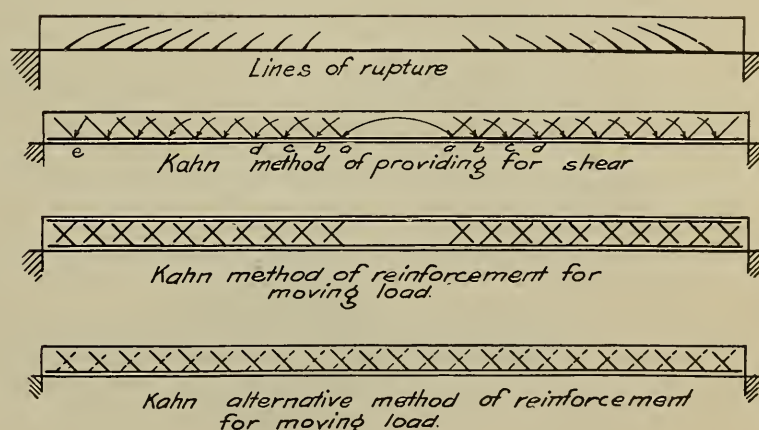 Lines of rupture
e d c b a a b c d
Kahn method of providing for shear
Kahn method of reinforcement for
moving load.
Kahn alternative method of reinforcement
for moving load.